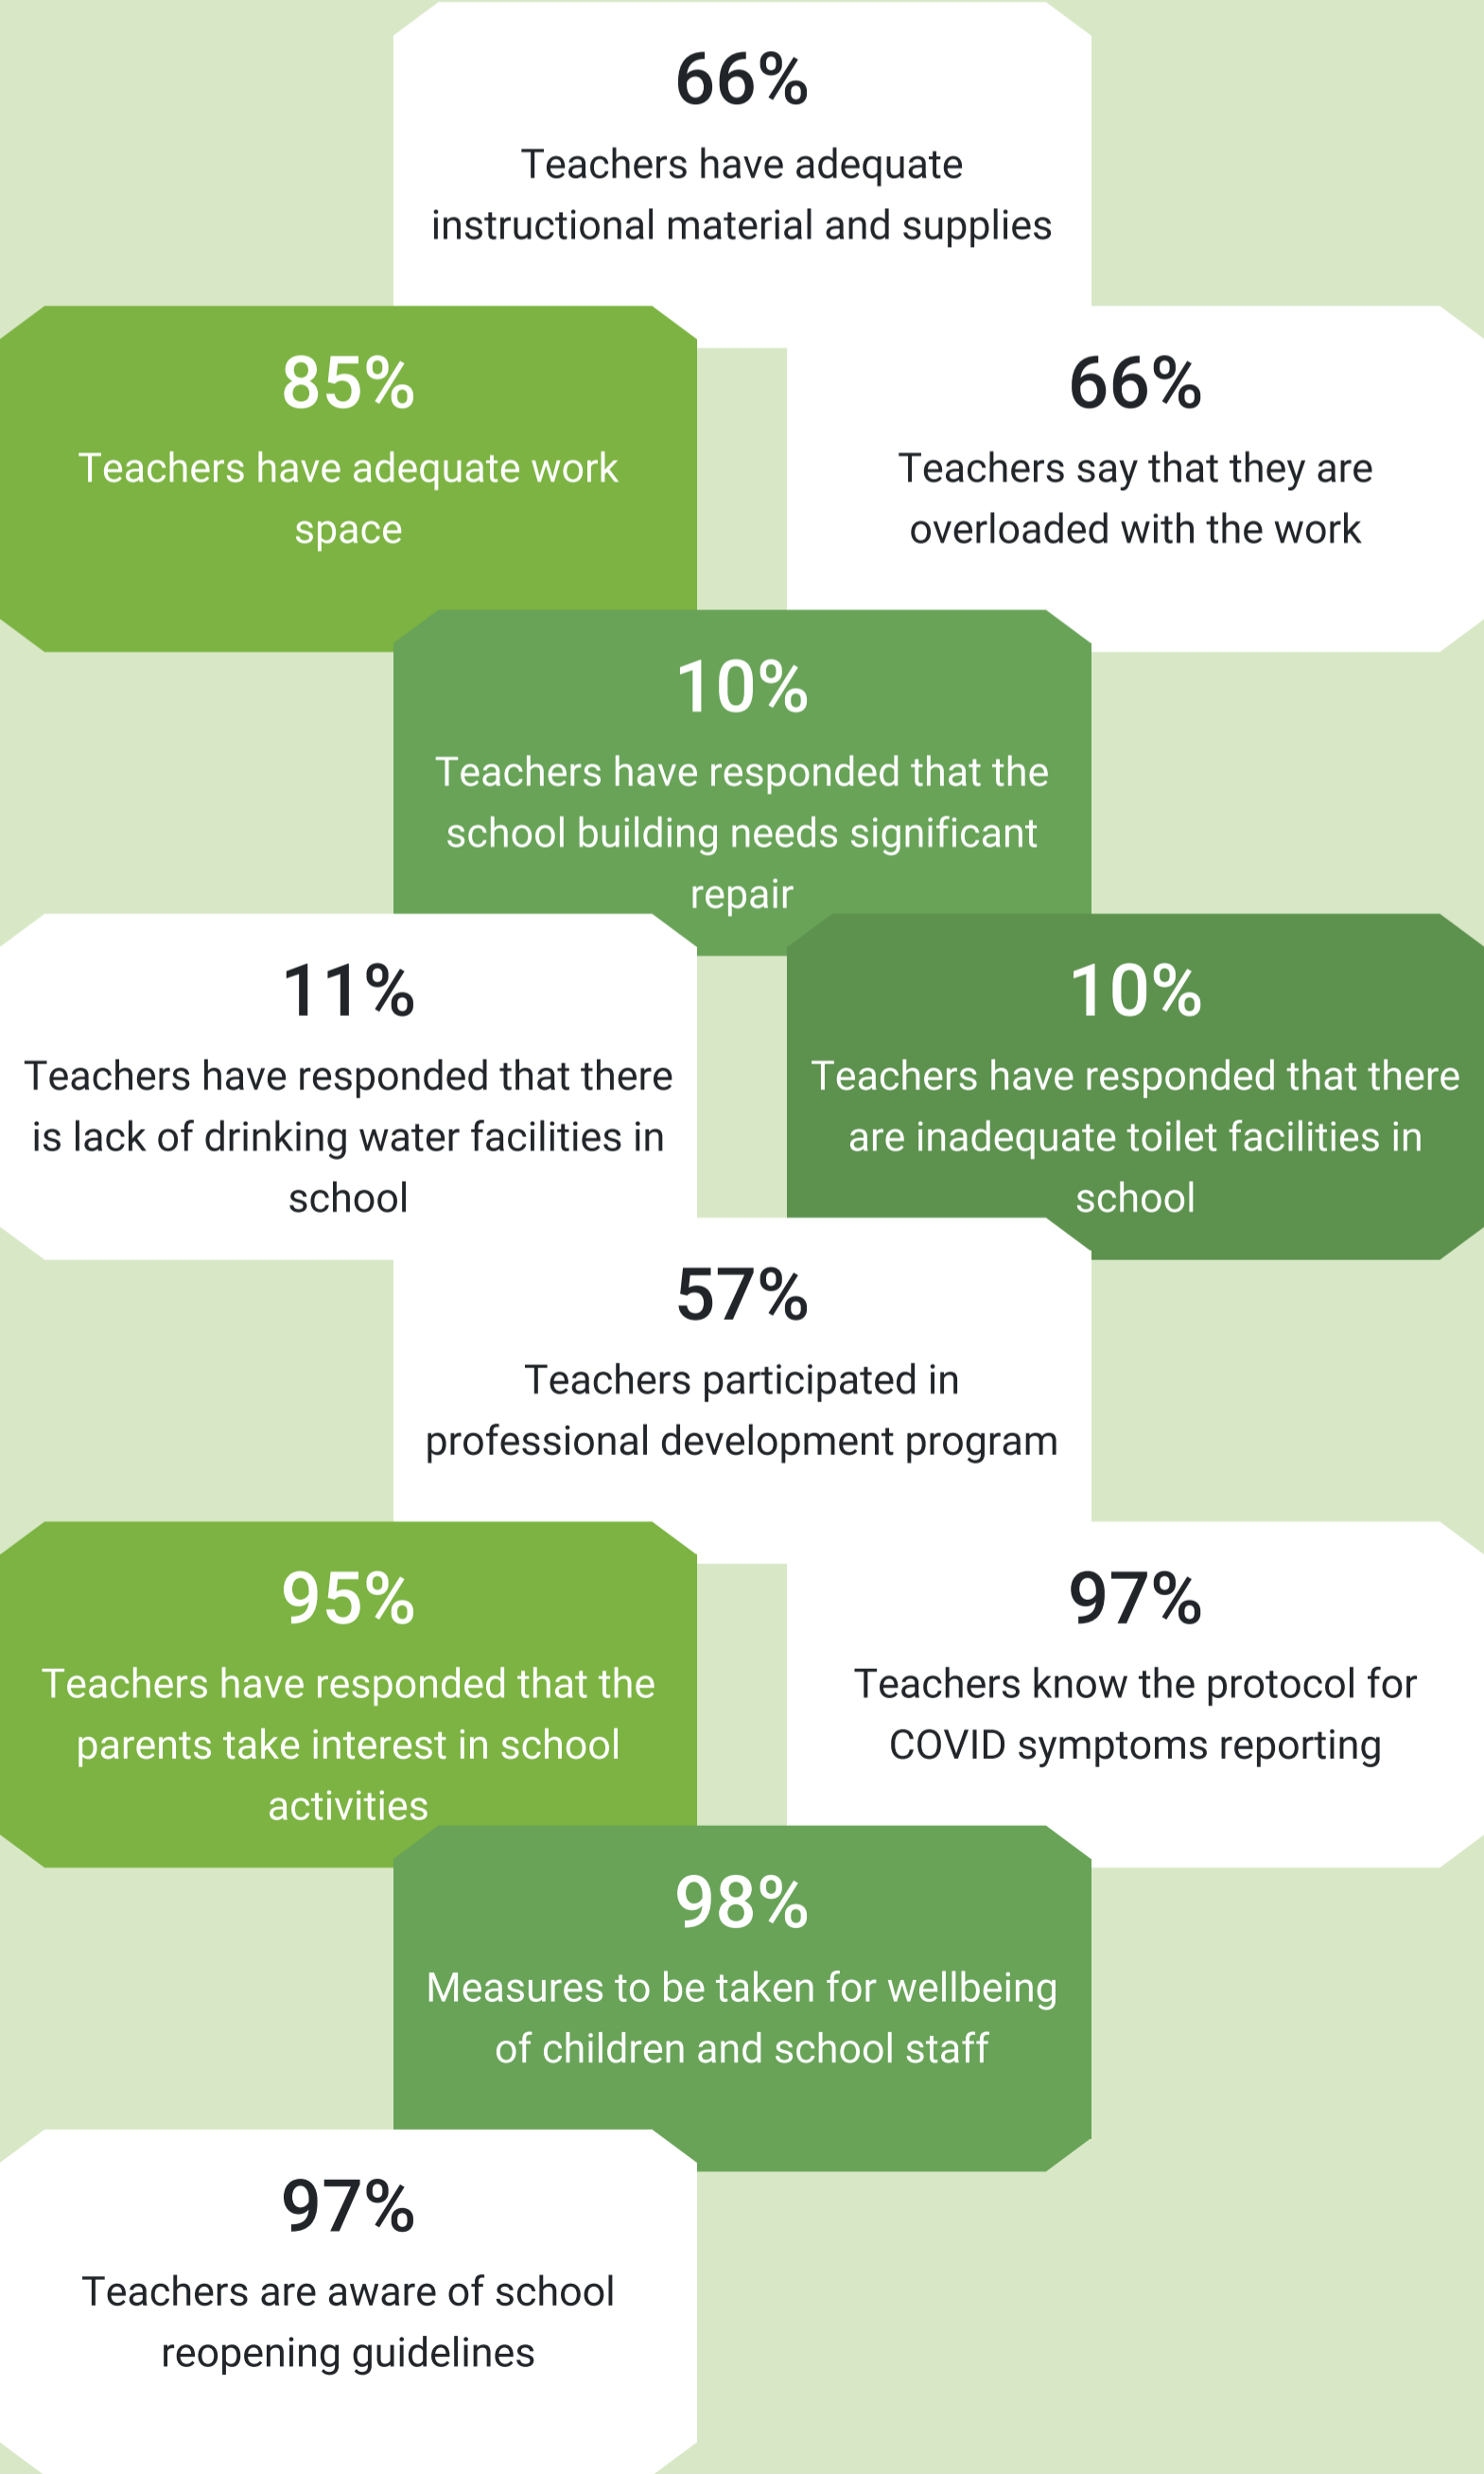 66%
Teachers have adequate
instructional material and supplies
85%
Teachers have adequate work
space
66%
Teachers say that they are
overloaded with the work
10%
Teachers have responded that the
school building needs significant
repair
11%
Teachers have responded that there
is lack of drinking water facilities in
school
10%
Teachers have responded that there
are inadequate toilet facilities in
school
57%
Teachers participated in
professional development program
95%
Teachers have responded that the
parents take interest in school
activities
97%
Teachers know the protocol for
COVID symptoms reporting
98%
Measures to be taken for wellbeing
of children and school staff
97%
Teachers are aware of school
reopening guidelines